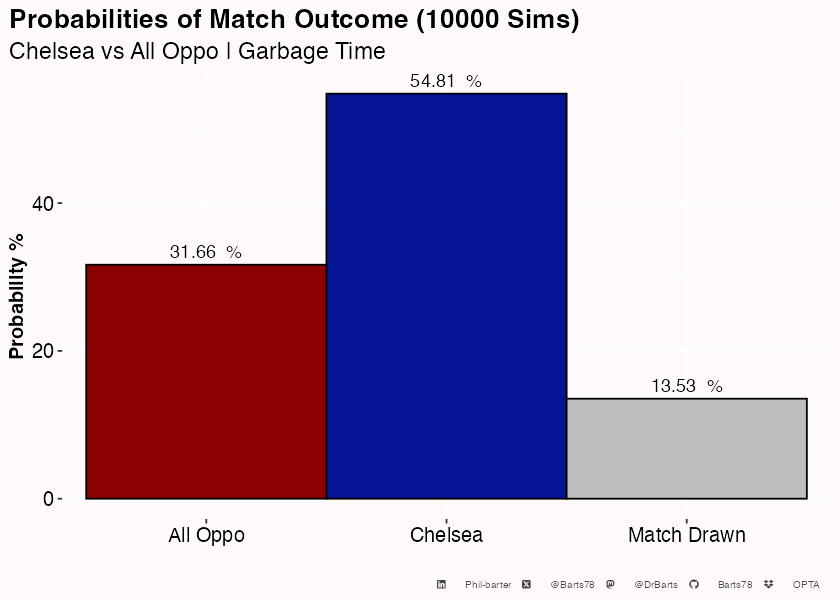 Probabilities of Match Outcome (10000 Sims)
Chelsea vs All Oppo | Garbage Time
54.81 %
40
31.66 %
Probability %
20
13.53 %
0
All Oppo Chelsea Match Drawn
Phil-barter @Barts78 @DrBarts Barts78 OPTA